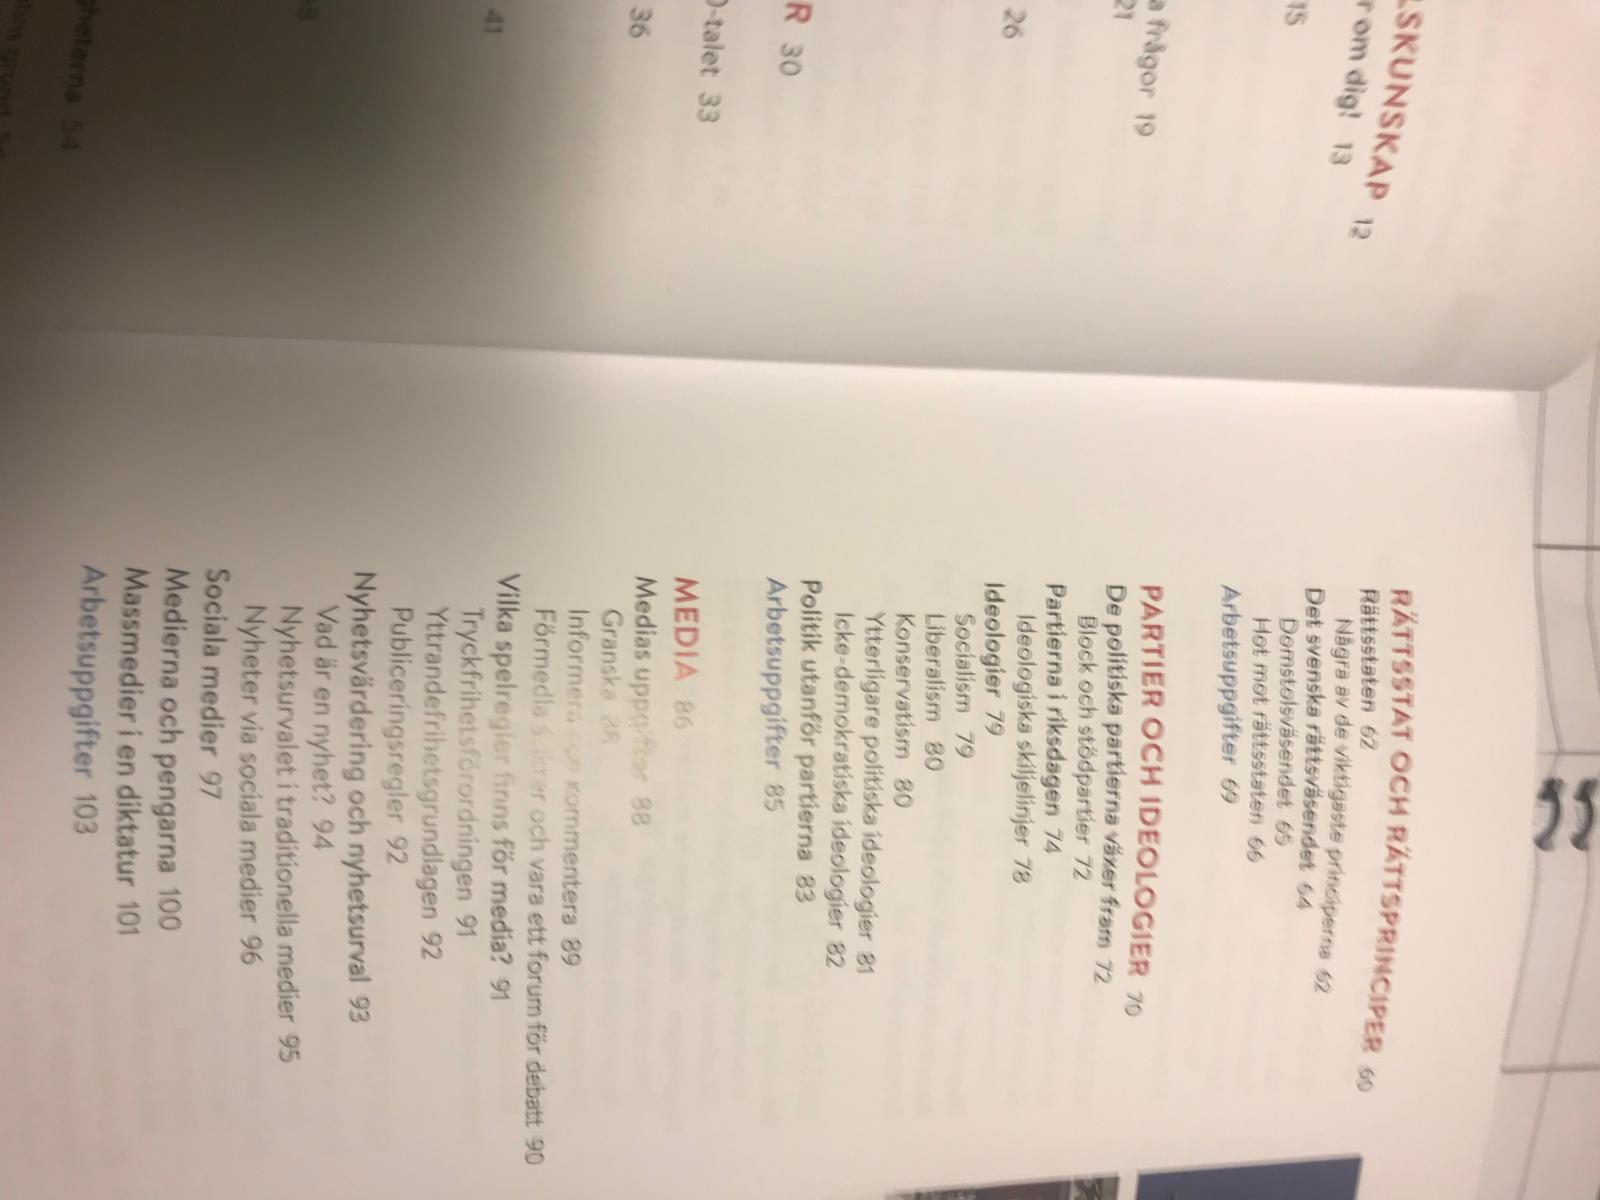 LSKUNSKAP 12
r om dig! 13
15
a frågor 19
21
26
R 30
-talet 33
36
41
gheterna 54
grund
RÄTTSSTAT OCH RÄTTSPRINCIPER 60
Rättsstaten 62
Några av de viktigaste principerna 62
Det svenska rättsväsendet 64
Domstolsväsendet 65
Hot mot rättsstaten 66
Arbetsuppgifter 69
PARTIER OCH IDEOLOGIER 70
De politiska partierna växer fram 72
Block och stödpartier 72
Partierna i riksdagen 74
Ideologiska skiljelinjer 78
Ideologier 79
Socialism 79
Liberalism 80
Konservatism 80
Ytterligare politiska ideologier 81
Icke-demokratiska ideologier 82
Politik utanför partierna 83
Arbetsuppgifter 85
MEDIA 86
Medias uppgifter 88
Granska 88
Informera och kommentera 89
Förmedla åsikter och vara ett forum för debatt 90
Vilka spelregler finns för media? 91
Tryckfrihetsförordningen 91
Yttrandefrihetsgrundlagen 92
Publiceringsregler 92
Nyhetsvärdering och nyhetsurval 93
Vad är en nyhet? 94
Nyhetsurvalet i traditionella medier 95
Nyheter via sociala medier 96
Sociala medier 97
Medierna och pengarna 100
Massmedier i en diktatur 101
Arbetsuppgifter 103